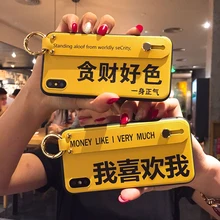 Standing aloof from worldly seCrity.
贪财好色
一身正气
MONEY LIKE I VERY MUCH
我喜欢我